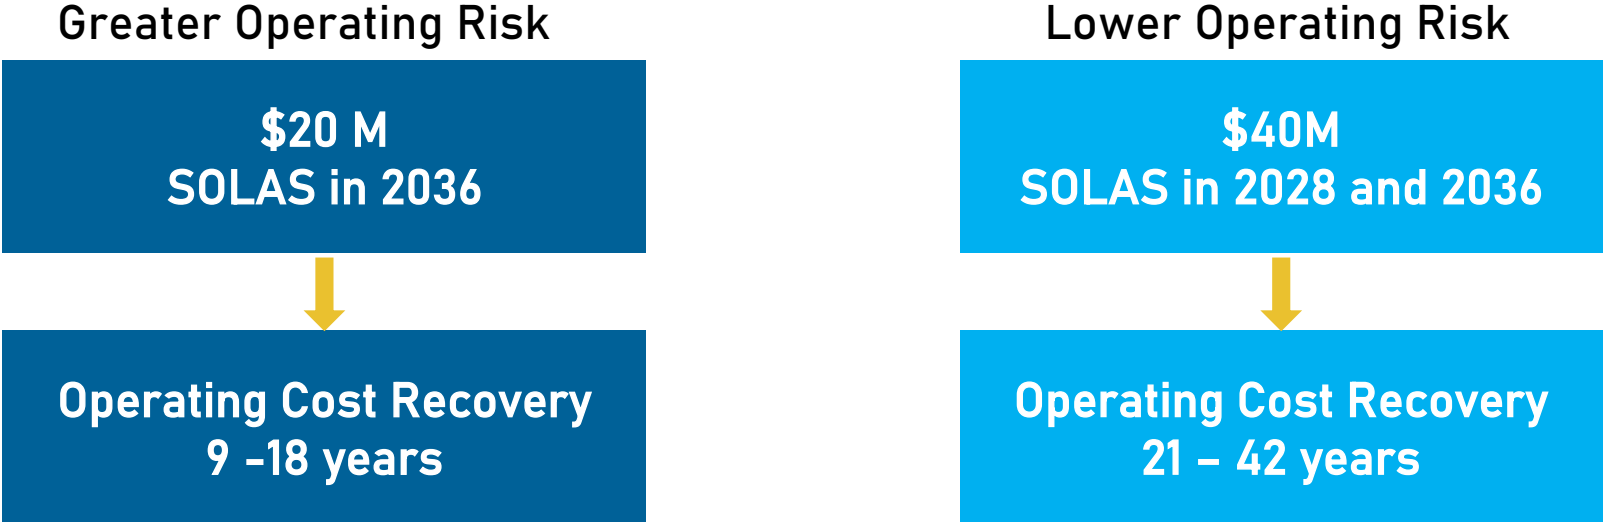 Greater Operating Risk
$20 M
SOLAS in 2036
Operating Cost Recovery
9 -18 years
Lower Operating Risk
$40M
SOLAS in 2028 and 2036
Operating Cost Recovery
21 – 42 years